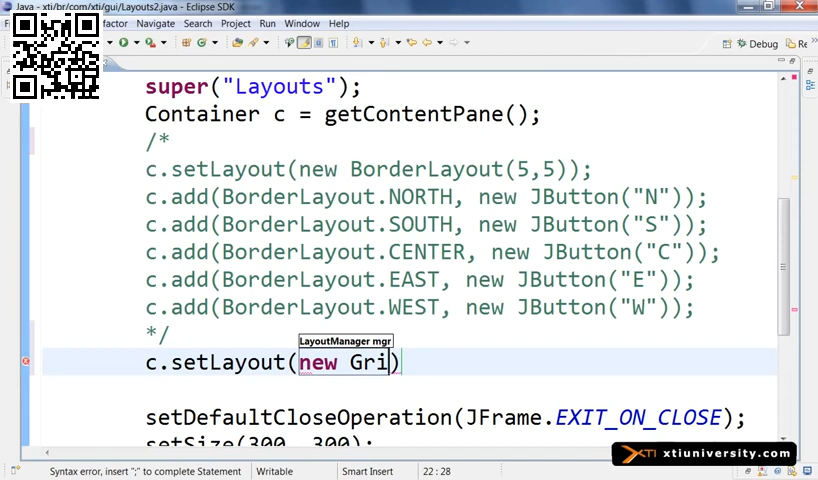 Java - xti/br/com/xti/gui/Layouts2.java - Eclipse SDK
factor Navigate Search Project Run Window Help
Debug Re
super("Layouts");
Container c = getContentPane();
/*
c.setLayout(new BorderLayout(5,5));
c.add(BorderLayout.NORTH, new JButton("N"));
c.add(BorderLayout.SOUTH, new JButton("S"));
c.add(BorderLayout.CENTER, new JButton("C"));
c.add(BorderLayout.EAST, new JButton("E"));
c.add(BorderLayout.WEST, new JButton("W"));
*/
LayoutManager mgr
c.setLayout(new Gri)
setDefaultCloseOperation(JFrame.EXIT_ON_CLOSE);
setSize(300, 300);
XTI xtiuniversity.com
Syntax error, insert ";" to complete Statement Writable Smart Insert 22 : 28